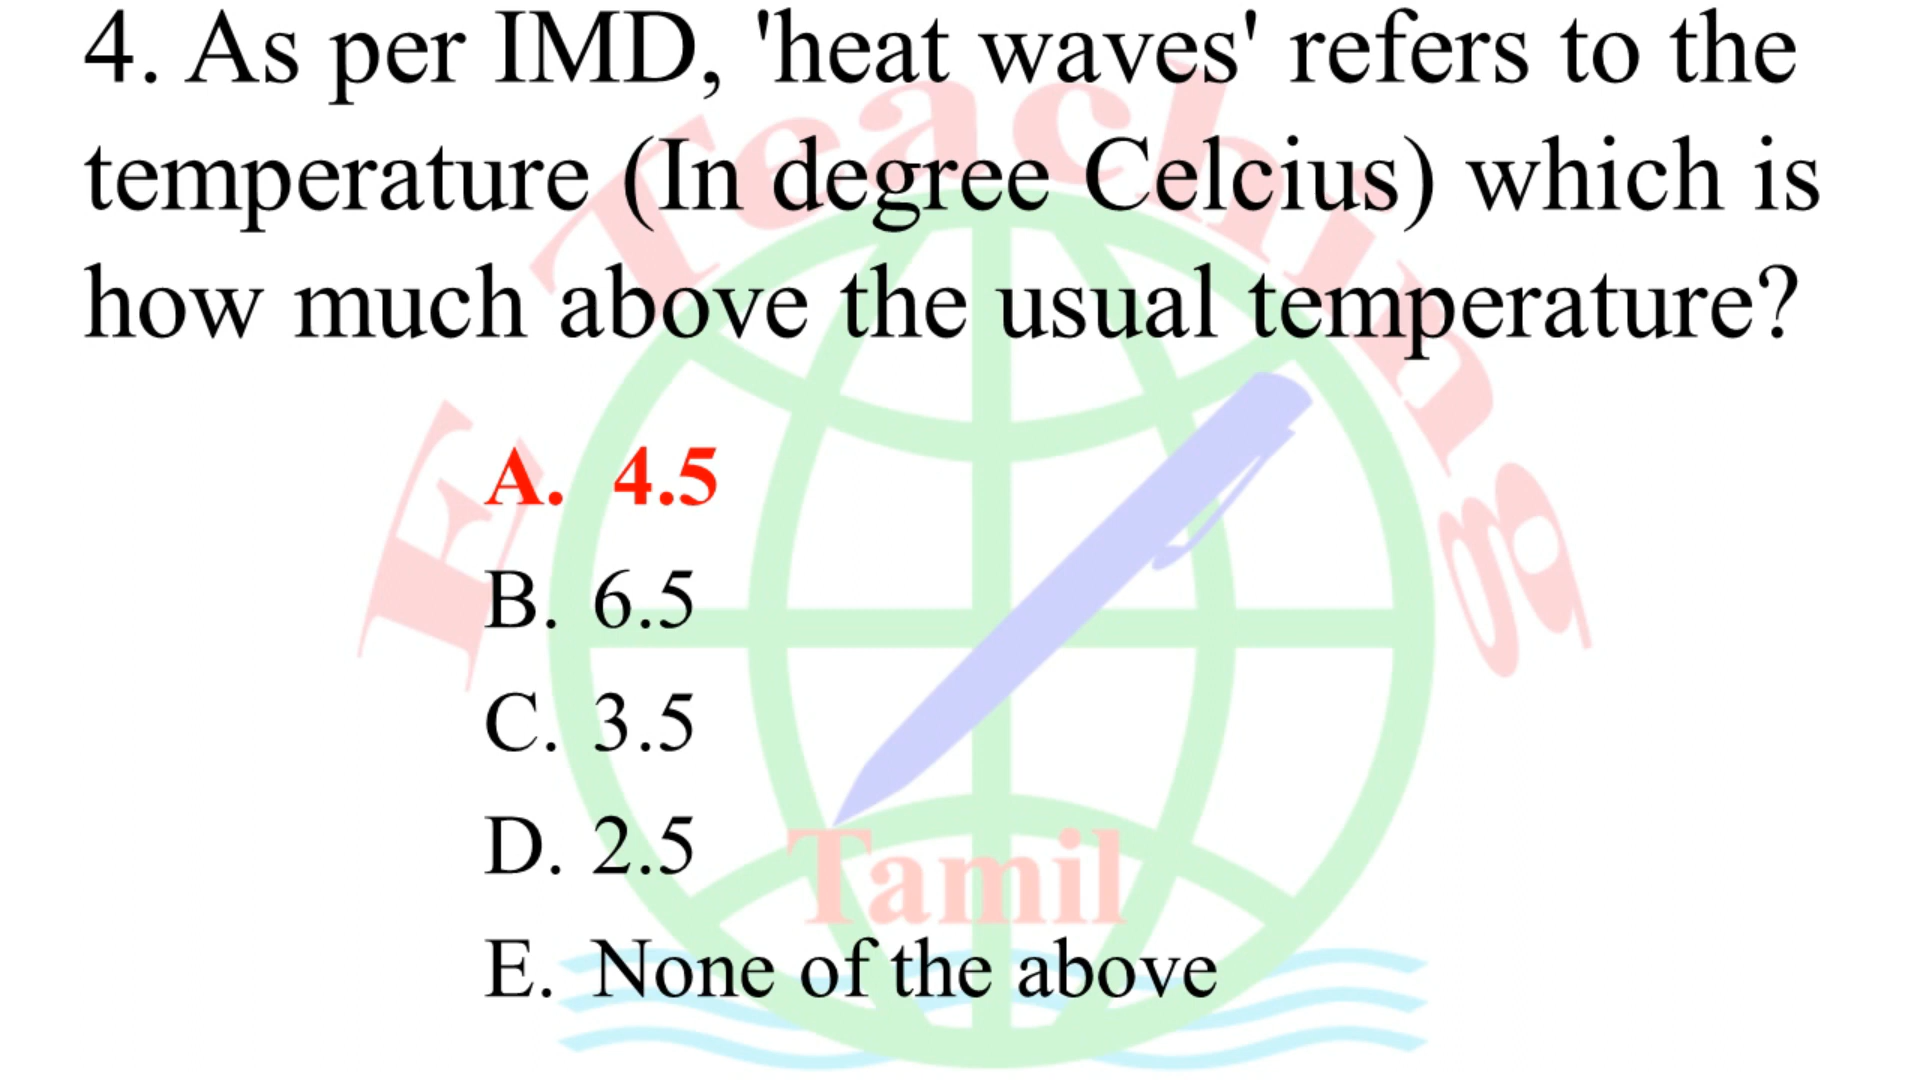 4. As per IMD, 'heat waves' refers to the
temperature (In degree Celcius) which is
how much above the usual temperature?
A. 4.5
B. 6.5
C. 3.5
D. 2.5
E. None of the above
E Teaching
Tamil